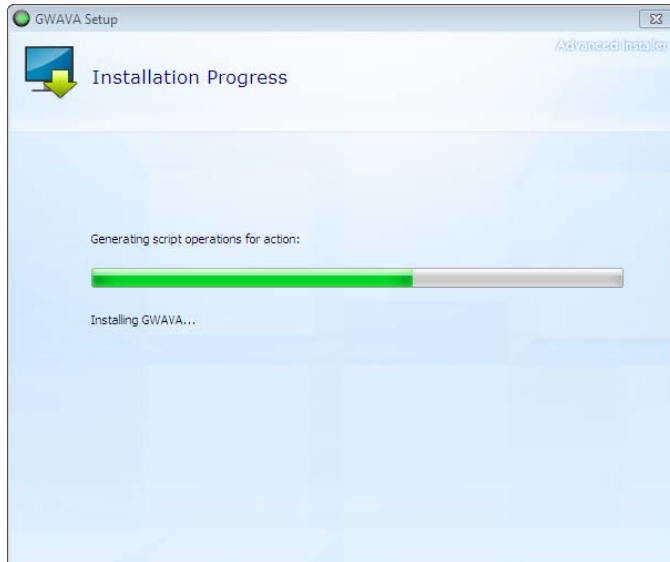 GWAVA Setup
Advanced Installer
Installation Progress
Generating script operations for action:
Installing GWAVA...